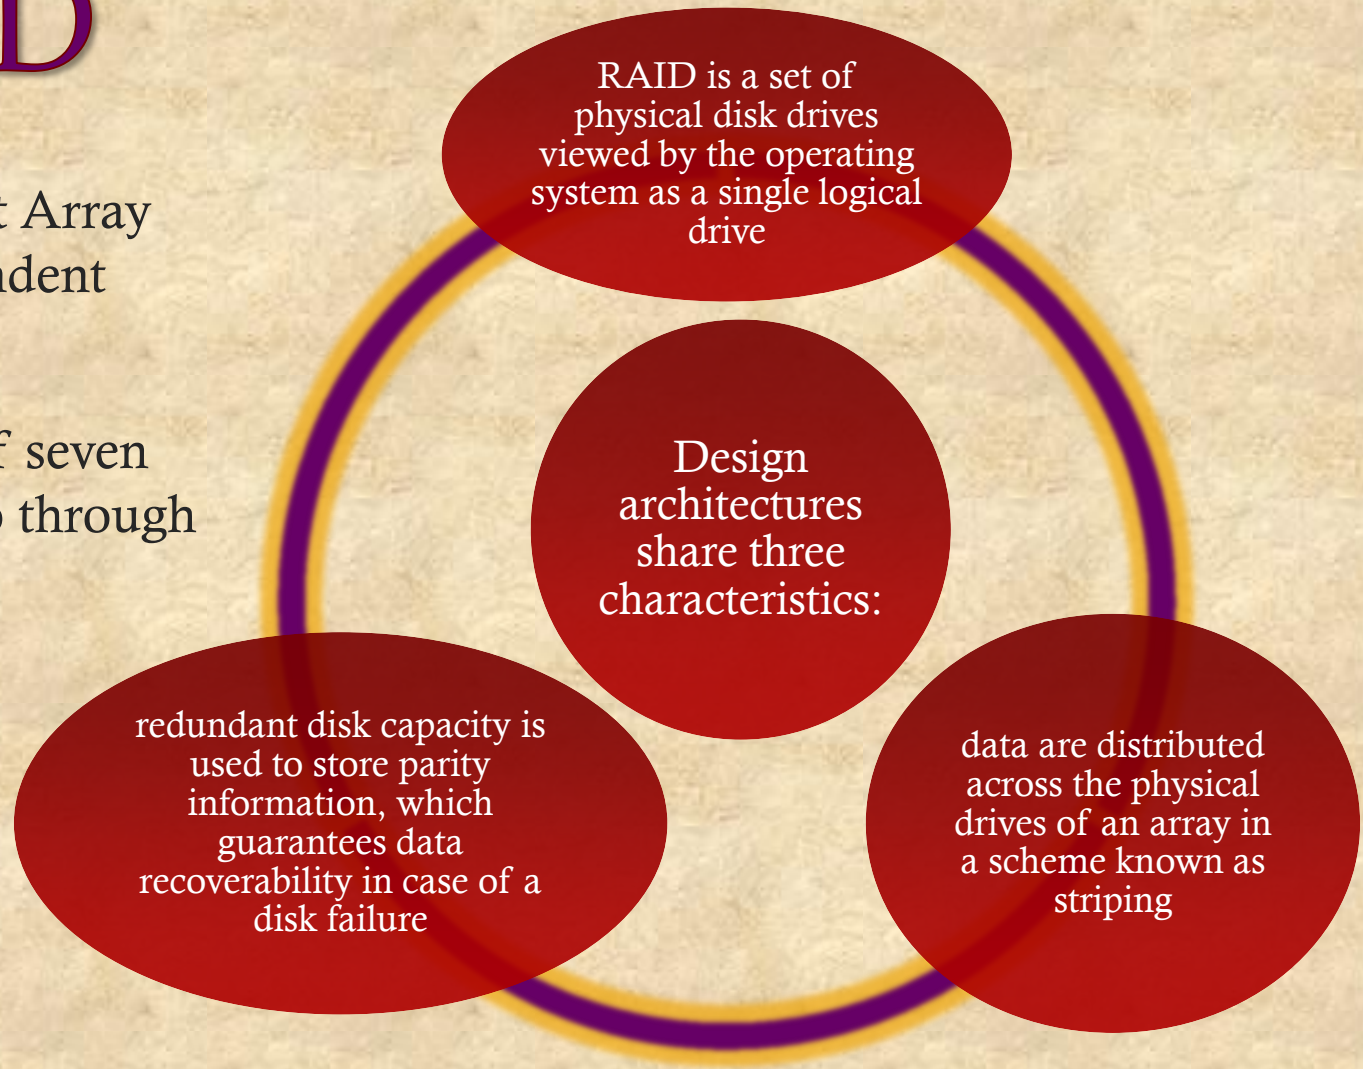 D
t Array
ndent
f seven
through
RAID is a set of
physical disk drives
viewed by the operating
system as a single logical
drive
Design
architectures
share three
characteristics:
data are distributed
across the physical
drives of an array in
a scheme known as
striping
redundant disk capacity is
used to store parity
information, which
guarantees data
recoverability in case of a
disk failure